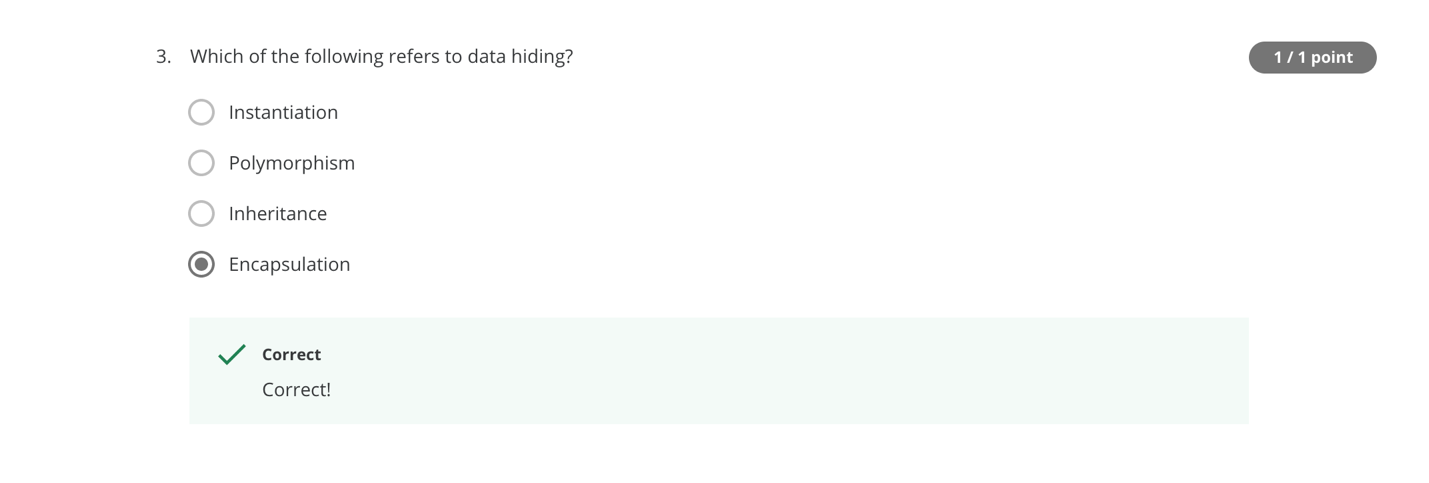 3. Which of the following refers to data hiding?
1 / 1 point
Instantiation
Polymorphism
Inheritance
Encapsulation
Correct
Correct!